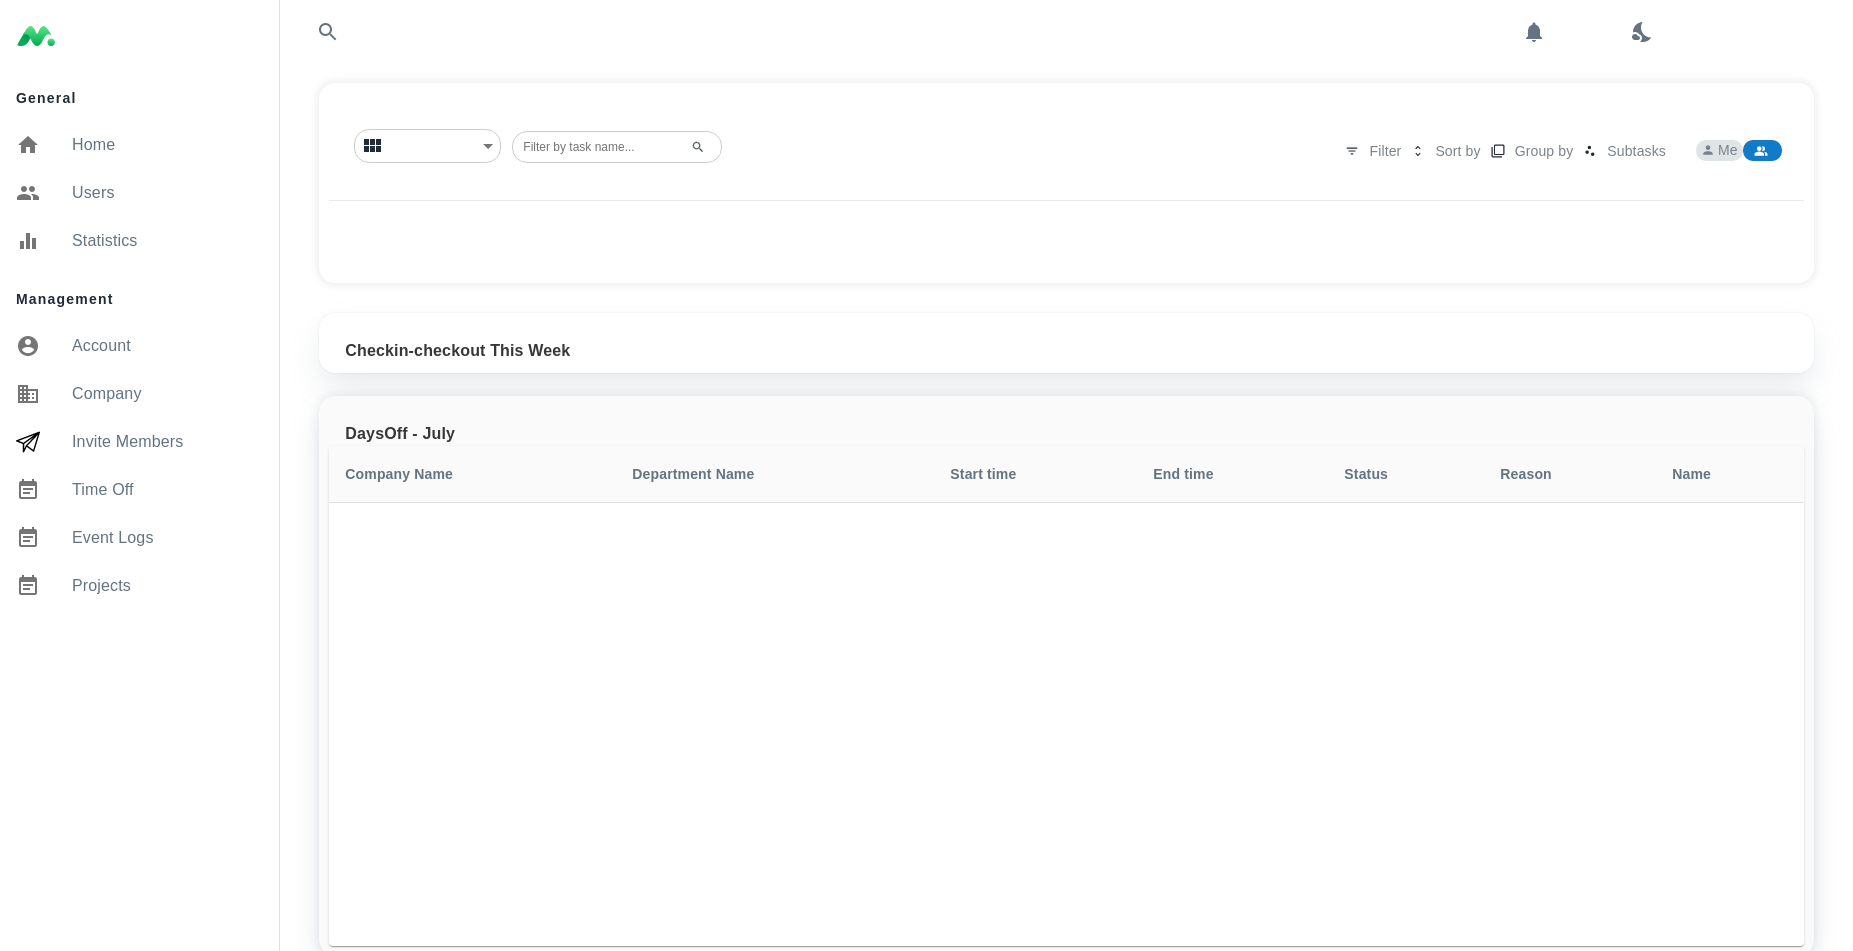 General
Home
Users
Statistics
Management
Account
Company
Invite Members
Time Off
Event Logs
Projects
Filter by task name...
Filter Sort by Group by Subtasks Me
Checkin-checkout This Week
DaysOff - July
Company Name Department Name Start time End time Status Reason Name